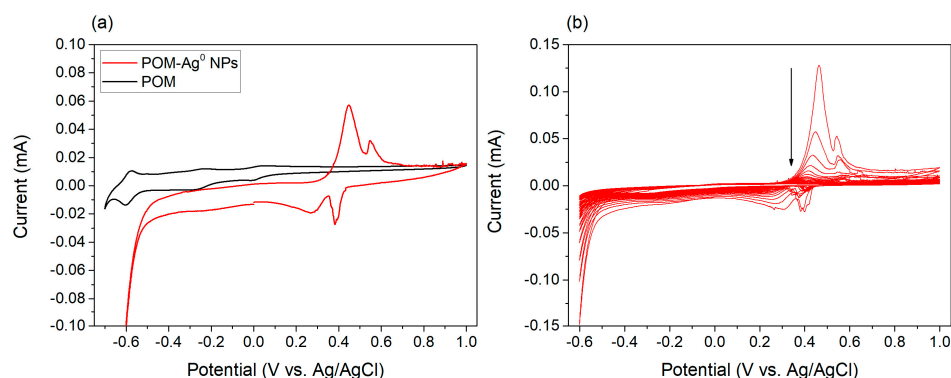 (a)
0.10
0.08
0.06
0.04
0.02
0.00
-0.02
-0.04
-0.06
-0.08
-0.10
Current (mA)
POM-Ag⁰ NPs
POM
-0.6 -0.4 -0.2 0.0 0.2 0.4 0.6 0.8 1.0
Potential (V vs. Ag/AgCl)
(b)
0.15
0.10
0.05
0.00
-0.05
-0.10
-0.15
Current (mA)
-0.6 -0.4 -0.2 0.0 0.2 0.4 0.6 0.8 1.0
Potential (V vs. Ag/AgCl)